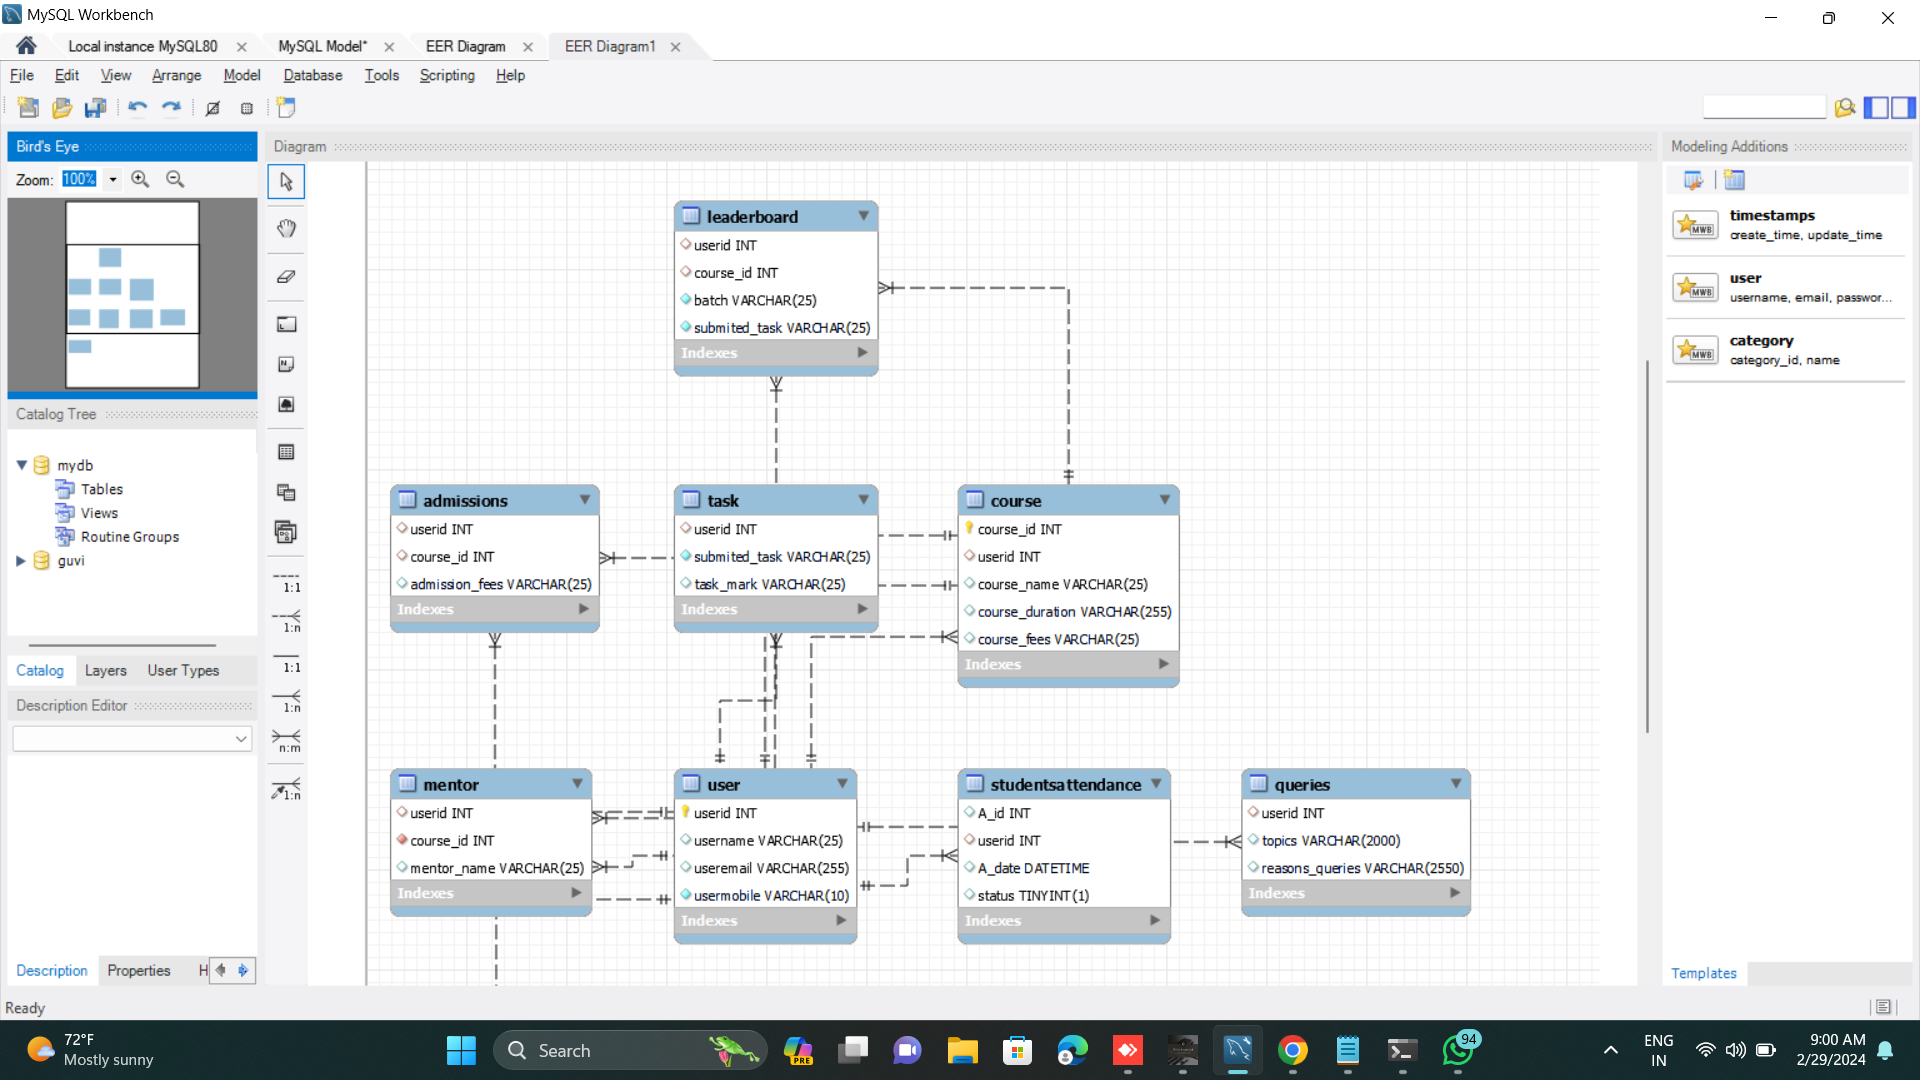 MySQL Workbench
Local instance MySQL80
MySQL Model*
EER Diagram
EER Diagram1
File Edit View Arrange Model Database Tools Scripting Help
Bird's Eye
Zoom: 100%
Catalog Tree
mydb
Tables
Views
Routine Groups
guvi
Catalog Layers User Types
Description Editor
Description Properties H
Ready
Diagram
1:1
1:n
1:1
1:n
n:m
1:n
leaderboard
userid INT
course_id INT
batch VARCHAR(25)
submited_task VARCHAR(25)
Indexes
admissions
userid INT
course_id INT
admission_fees VARCHAR(25)
Indexes
task
userid INT
submited_task VARCHAR(25)
task_mark VARCHAR(25)
Indexes
course
course_id INT
userid INT
course_name VARCHAR(25)
course_duration VARCHAR(255)
course_fees VARCHAR(25)
Indexes
mentor
userid INT
course_id INT
mentor_name VARCHAR(25)
Indexes
user
userid INT
username VARCHAR(25)
useremail VARCHAR(255)
usermobile VARCHAR(10)
Indexes
studentsattendance
A_id INT
userid INT
A_date DATETIME
status TINYINT(1)
Indexes
queries
userid INT
topics VARCHAR(2000)
reasons_queries VARCHAR(2550)
Indexes
Modeling Additions
MWB
timestamps
create_time, update_time
MWB
user
username, email, passwor...
MWB
category
category_id, name
Templates
72°F
Mostly sunny
Search
PRE
94
ENG
IN
9:00 AM
2/29/2024